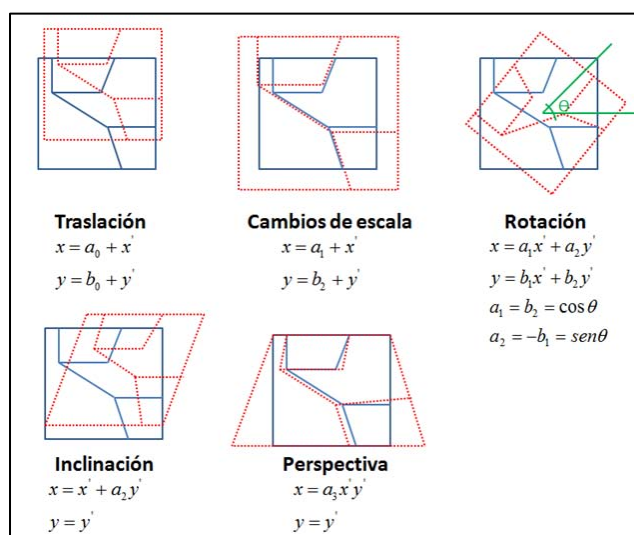 θ
Traslación
x = a₀ + x'
y = b₀ + y'
Cambios de escala
x = a₁ + x'
y = b₂ + y'
Rotación
x = a₁x' + a₂y'
y = b₁x' + b₂y'
a₁ = b₂ = cos θ
a₂ = −b₁ = senθ
Inclinación
x = x' + a₂y'
y = y'
Perspectiva
x = a₃x'y'
y = y'